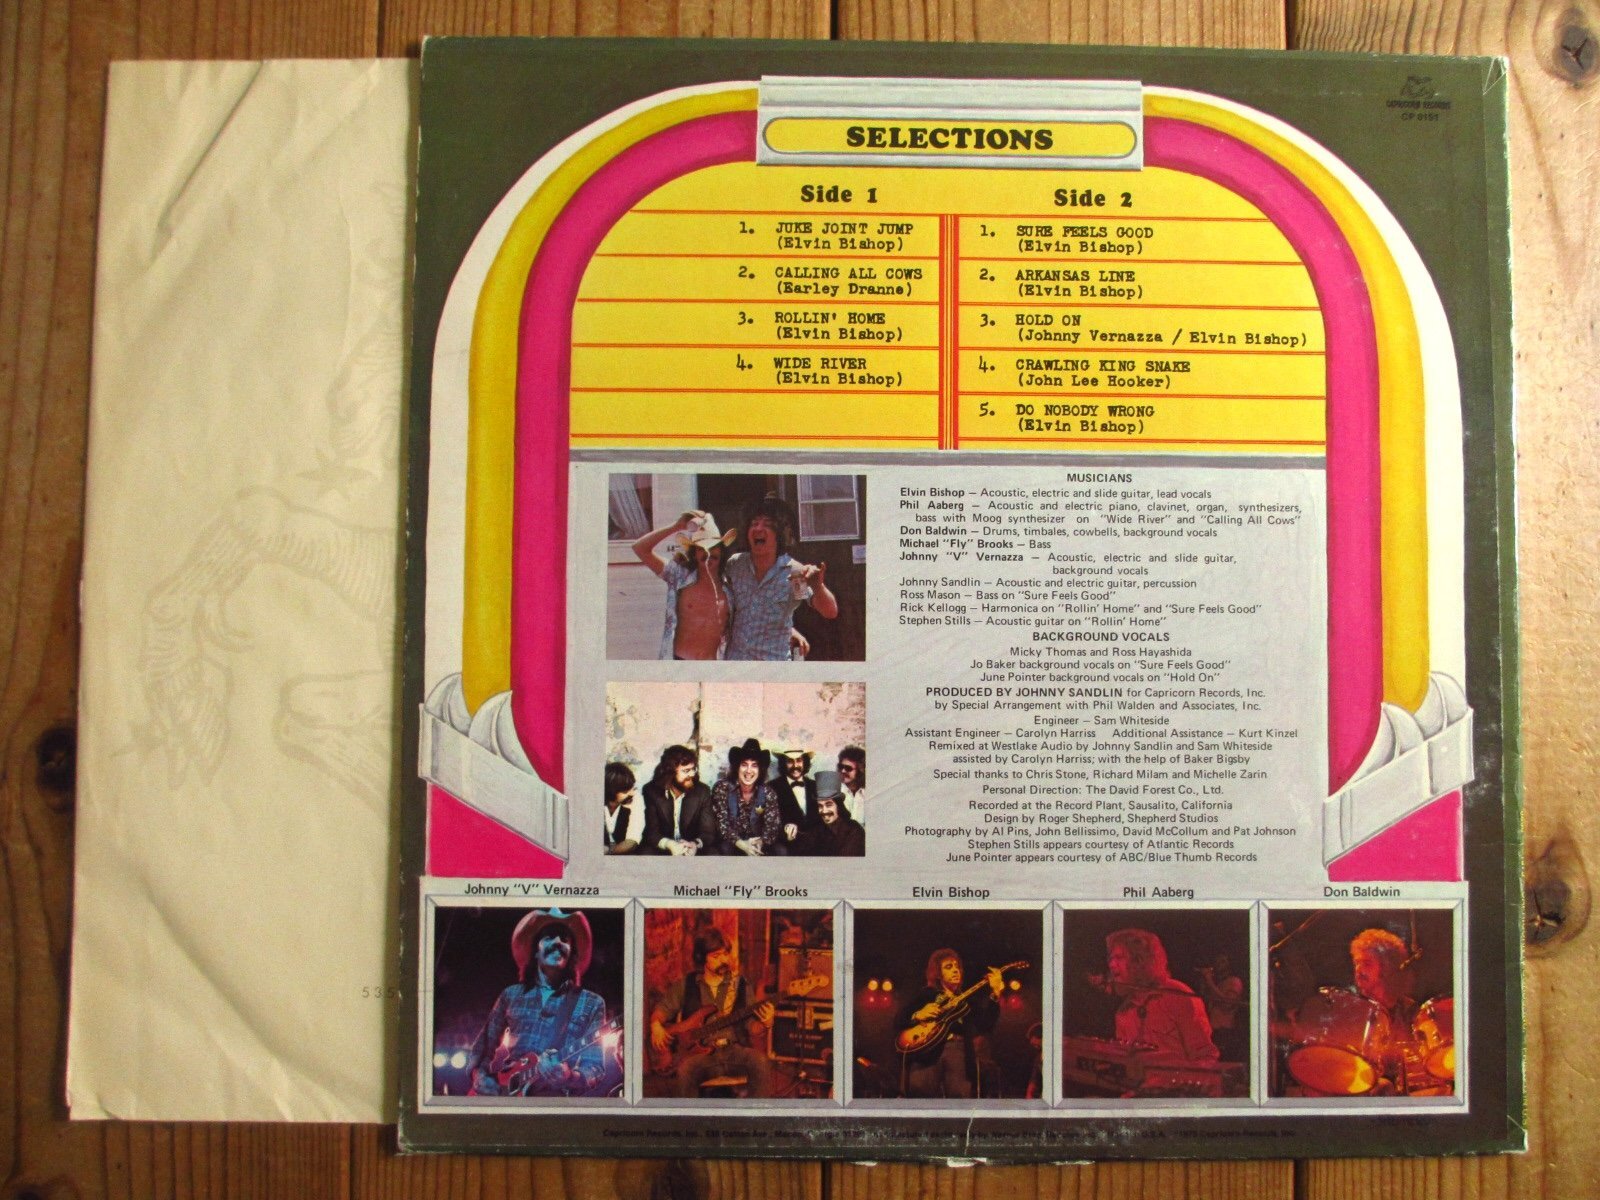 CAPRICORN RECORDS
CP 0151
SELECTIONS
Side 1
1. JUKE JOINT JUMP
(Elvin Bishop)
2. CALLING ALL COWS
(Earley Dranne)
3. ROLLIN' HOME
(Elvin Bishop)
4. WIDE RIVER
(Elvin Bishop)
Side 2
1. SURE FEELS GOOD
(Elvin Bishop)
2. ARKANSAS LINE
(Elvin Bishop)
3. HOLD ON
(Johnny Vernazza / Elvin Bishop)
4. CRAWLING KING SNAKE
(John Lee Hooker)
5. DO NOBODY WRONG
(Elvin Bishop)
MUSICIANS
Elvin Bishop — Acoustic, electric and slide guitar, lead vocals
Phil Aaberg — Acoustic and electric piano, clavinet, organ, synthesizers,
bass with Moog synthesizer on "Wide River" and "Calling All Cows"
Don Baldwin — Drums, timbales, cowbells, background vocals
Michael "Fly" Brooks — Bass
Johnny "V" Vernazza — Acoustic, electric and slide guitar,
background vocals
Johnny Sandlin — Acoustic and electric guitar, percussion
Ross Mason — Bass on "Sure Feels Good"
Rick Kellogg — Harmonica on "Rollin' Home" and "Sure Feels Good"
Stephen Stills — Acoustic guitar on "Rollin' Home"
BACKGROUND VOCALS
Micky Thomas and Ross Hayashida
Jo Baker background vocals on "Sure Feels Good"
June Pointer background vocals on "Hold On"
PRODUCED BY JOHNNY SANDLIN for Capricorn Records, Inc.
by Special Arrangement with Phil Walden and Associates, Inc.
Engineer — Sam Whiteside
Assistant Engineer — Carolyn Harriss Additional Assistance — Kurt Kinzel
Remixed at Westlake Audio by Johnny Sandlin and Sam Whiteside
assisted by Carolyn Harriss; with the help of Baker Bigsby
Special thanks to Chris Stone, Richard Milam and Michelle Zarin
Personal Direction: The David Forest Co., Ltd.
Recorded at the Record Plant, Sausalito, California
Design by Roger Shepherd, Shepherd Studios
Photography by Al Pins, John Bellissimo, David McCollum and Pat Johnson
Stephen Stills appears courtesy of Atlantic Records
June Pointer appears courtesy of ABC/Blue Thumb Records
Johnny "V" Vernazza
Michael "Fly" Brooks
Elvin Bishop
Phil Aaberg
Don Baldwin
535
Capricorn Records, Inc., 535 Cotton Ave., Macon, Georgia
U.S.A. 1975 Capricorn Records, Inc.